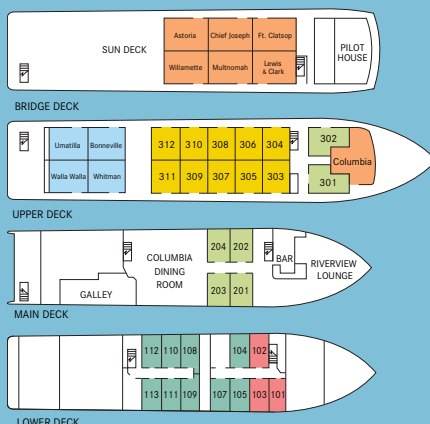 SUN DECK
Astoria Chief Joseph Ft. Clatsop
Willamette Multnomah Lewis & Clark
PILOT HOUSE
BRIDGE DECK
Umatilla Bonneville
Walla Walla Whitman
312 310 308 306 304
311 309 307 305 303
302
Columbia
301
UPPER DECK
204 202
COLUMBIA DINING ROOM
BAR
RIVERVIEW LOUNGE
203 201
GALLEY
MAIN DECK
112 110 108 104 102
113 111 109 107 105 103 101
LOWER DECK